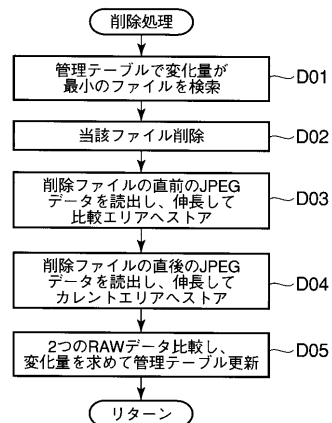 削除処理
管理テーブルで変化量が
最小のファイルを検索
D01
当該ファイル削除
D02
削除ファイルの直前のJPEG
データを読出し、伸長して
比較エリアへストア
D03
削除ファイルの直後のJPEG
データを読出し、伸長して
カレントエリアへストア
D04
2つのRAWデータ比較し、
変化量を求めて管理テーブル更新
D05
リターン